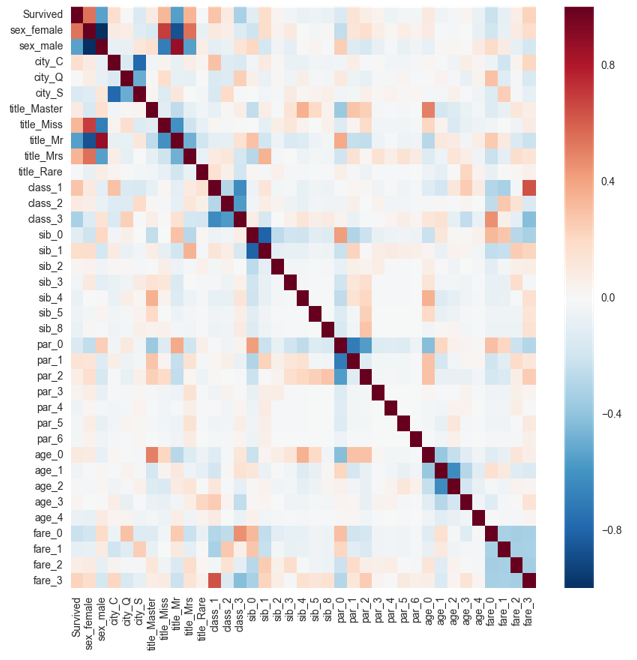 Survived
sex_female
sex_male
city_C
city_Q
city_S
title_Master
title_Miss
title_Mr
title_Mrs
title_Rare
class_1
class_2
class_3
sib_0
sib_1
sib_2
sib_3
sib_4
sib_5
sib_8
par_0
par_1
par_2
par_3
par_4
par_5
par_6
age_0
age_1
age_2
age_3
age_4
fare_0
fare_1
fare_2
fare_3
Survived
sex_female
sex_male
city_C
city_Q
city_S
title_Master
title_Miss
title_Mr
title_Mrs
title_Rare
class_1
class_2
class_3
sib_0
sib_1
sib_2
sib_3
sib_4
sib_5
sib_8
par_0
par_1
par_2
par_3
par_4
par_5
par_6
age_0
age_1
age_2
age_3
age_4
fare_0
fare_1
fare_2
fare_3
0.8
0.4
0.0
−0.4
−0.8